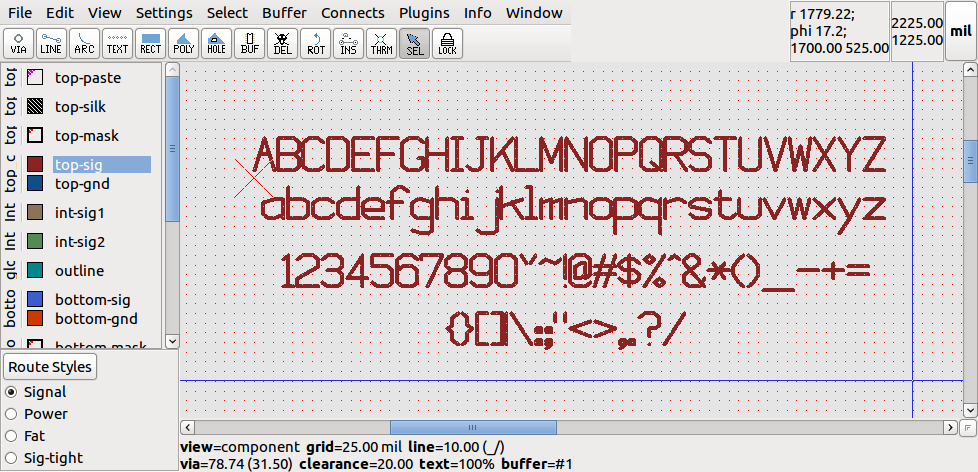 File Edit View Settings Select Buffer Connects Plugins Info Window
r 1779.22;
phi 17.2;
1700.00 525.00
2225.00
1225.00
mil
VIA LINE ARC TEXT RECT POLY HOLE BUF DEL ROT INS THRM SEL LOCK
top-paste
top-silk
top-mask
top-sig
top-gnd
int-sig1
int-sig2
outline
bottom-sig
bottom-gnd
bottom-mask
top
top
top
top c
Int
Int
glc
botto
ABCDEFGHIJKLMNOPQRSTUVWXYZ
abcdefghi jklmnopqrstuvwxyz
1234567890`~!@#$%^&*()_-+=
{}[]|\:;"<>,.?/
Route Styles
Signal
Power
Fat
Sig-tight
view=component grid=25.00 mil line=10.00 (_/)
via=78.74 (31.50) clearance=20.00 text=100% buffer=#1